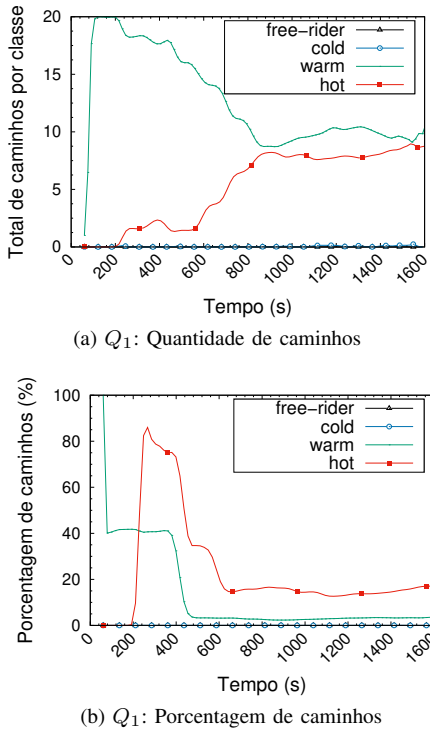 Total de caminhos por classe
20
15
10
5
0
free-rider
cold
warm
hot
0
200
400
600
800
1000
1200
1400
1600
Tempo (s)
(a) Q1: Quantidade de caminhos
Porcentagem de caminhos (%)
100
80
60
40
20
0
free-rider
cold
warm
hot
0
200
400
600
800
1000
1200
1400
1600
Tempo (s)
(b) Q1: Porcentagem de caminhos